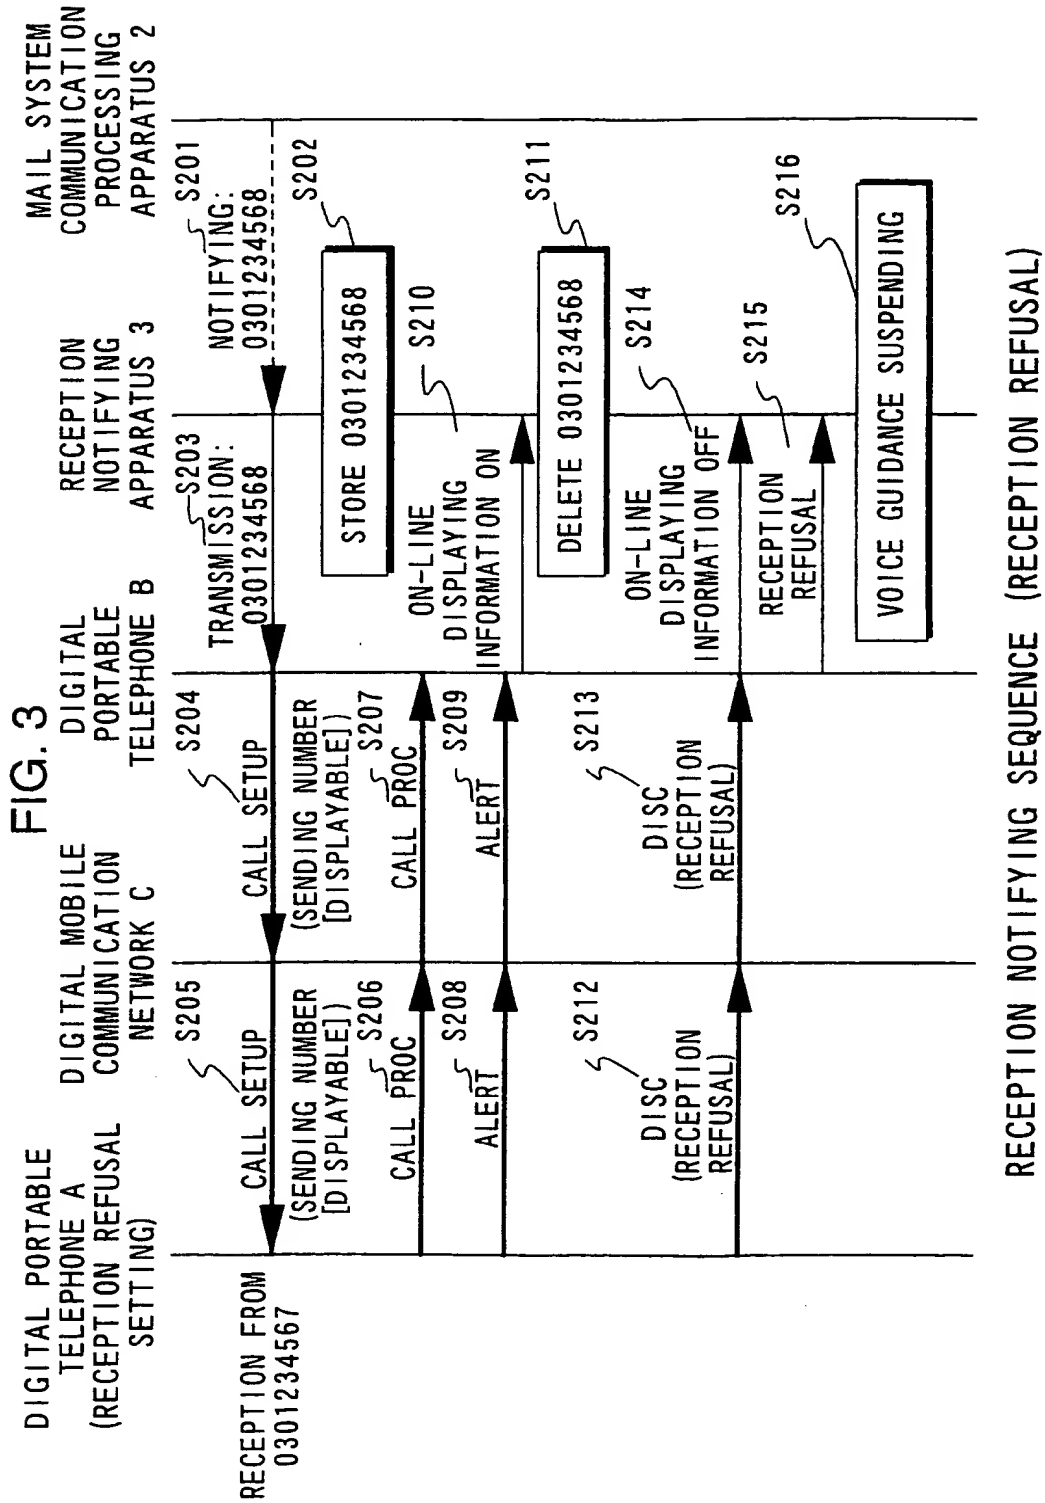 FIG. 3
DIGITAL PORTABLE
TELEPHONE A
(RECEPTION REFUSAL
SETTING)
DIGITAL MOBILE
COMMUNICATION
NETWORK C
DIGITAL
PORTABLE
TELEPHONE B
RECEPTION
NOTIFYING
APPARATUS 3
MAIL SYSTEM
COMMUNICATION
PROCESSING
APPARATUS 2
S201
NOTIFYING:
0301234568
S202
STORE 0301234568
S203
TRANSMISSION:
0301234568
S204
CALL SETUP
(SENDING NUMBER
[DISPLAYABLE])
S205
CALL SETUP
(SENDING NUMBER
[DISPLAYABLE])
RECEPTION FROM
0301234567
S206
CALL PROC
S207
CALL PROC
S208
ALERT
S209
ALERT
S210
ON-LINE
DISPLAYING
INFORMATION ON
S211
DELETE 0301234568
S212
DISC
(RECEPTION
REFUSAL)
S213
DISC
(RECEPTION
REFUSAL)
S214
ON-LINE
DISPLAYING
INFORMATION OFF
S215
RECEPTION
REFUSAL
S216
VOICE GUIDANCE SUSPENDING
RECEPTION NOTIFYING SEQUENCE (RECEPTION REFUSAL)